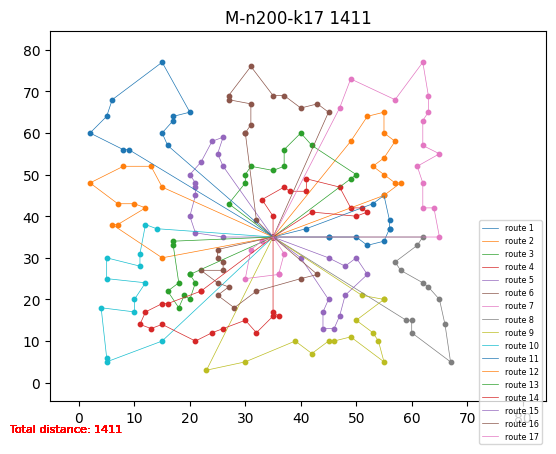 M-n200-k17 1411
80
70
60
50
40
30
20
10
0
0 10 20 30 40 50 60 70 80
route 1
route 2
route 3
route 4
route 5
route 6
route 7
route 8
route 9
route 10
route 11
route 12
route 13
route 14
route 15
route 16
route 17
Total distance: 1411